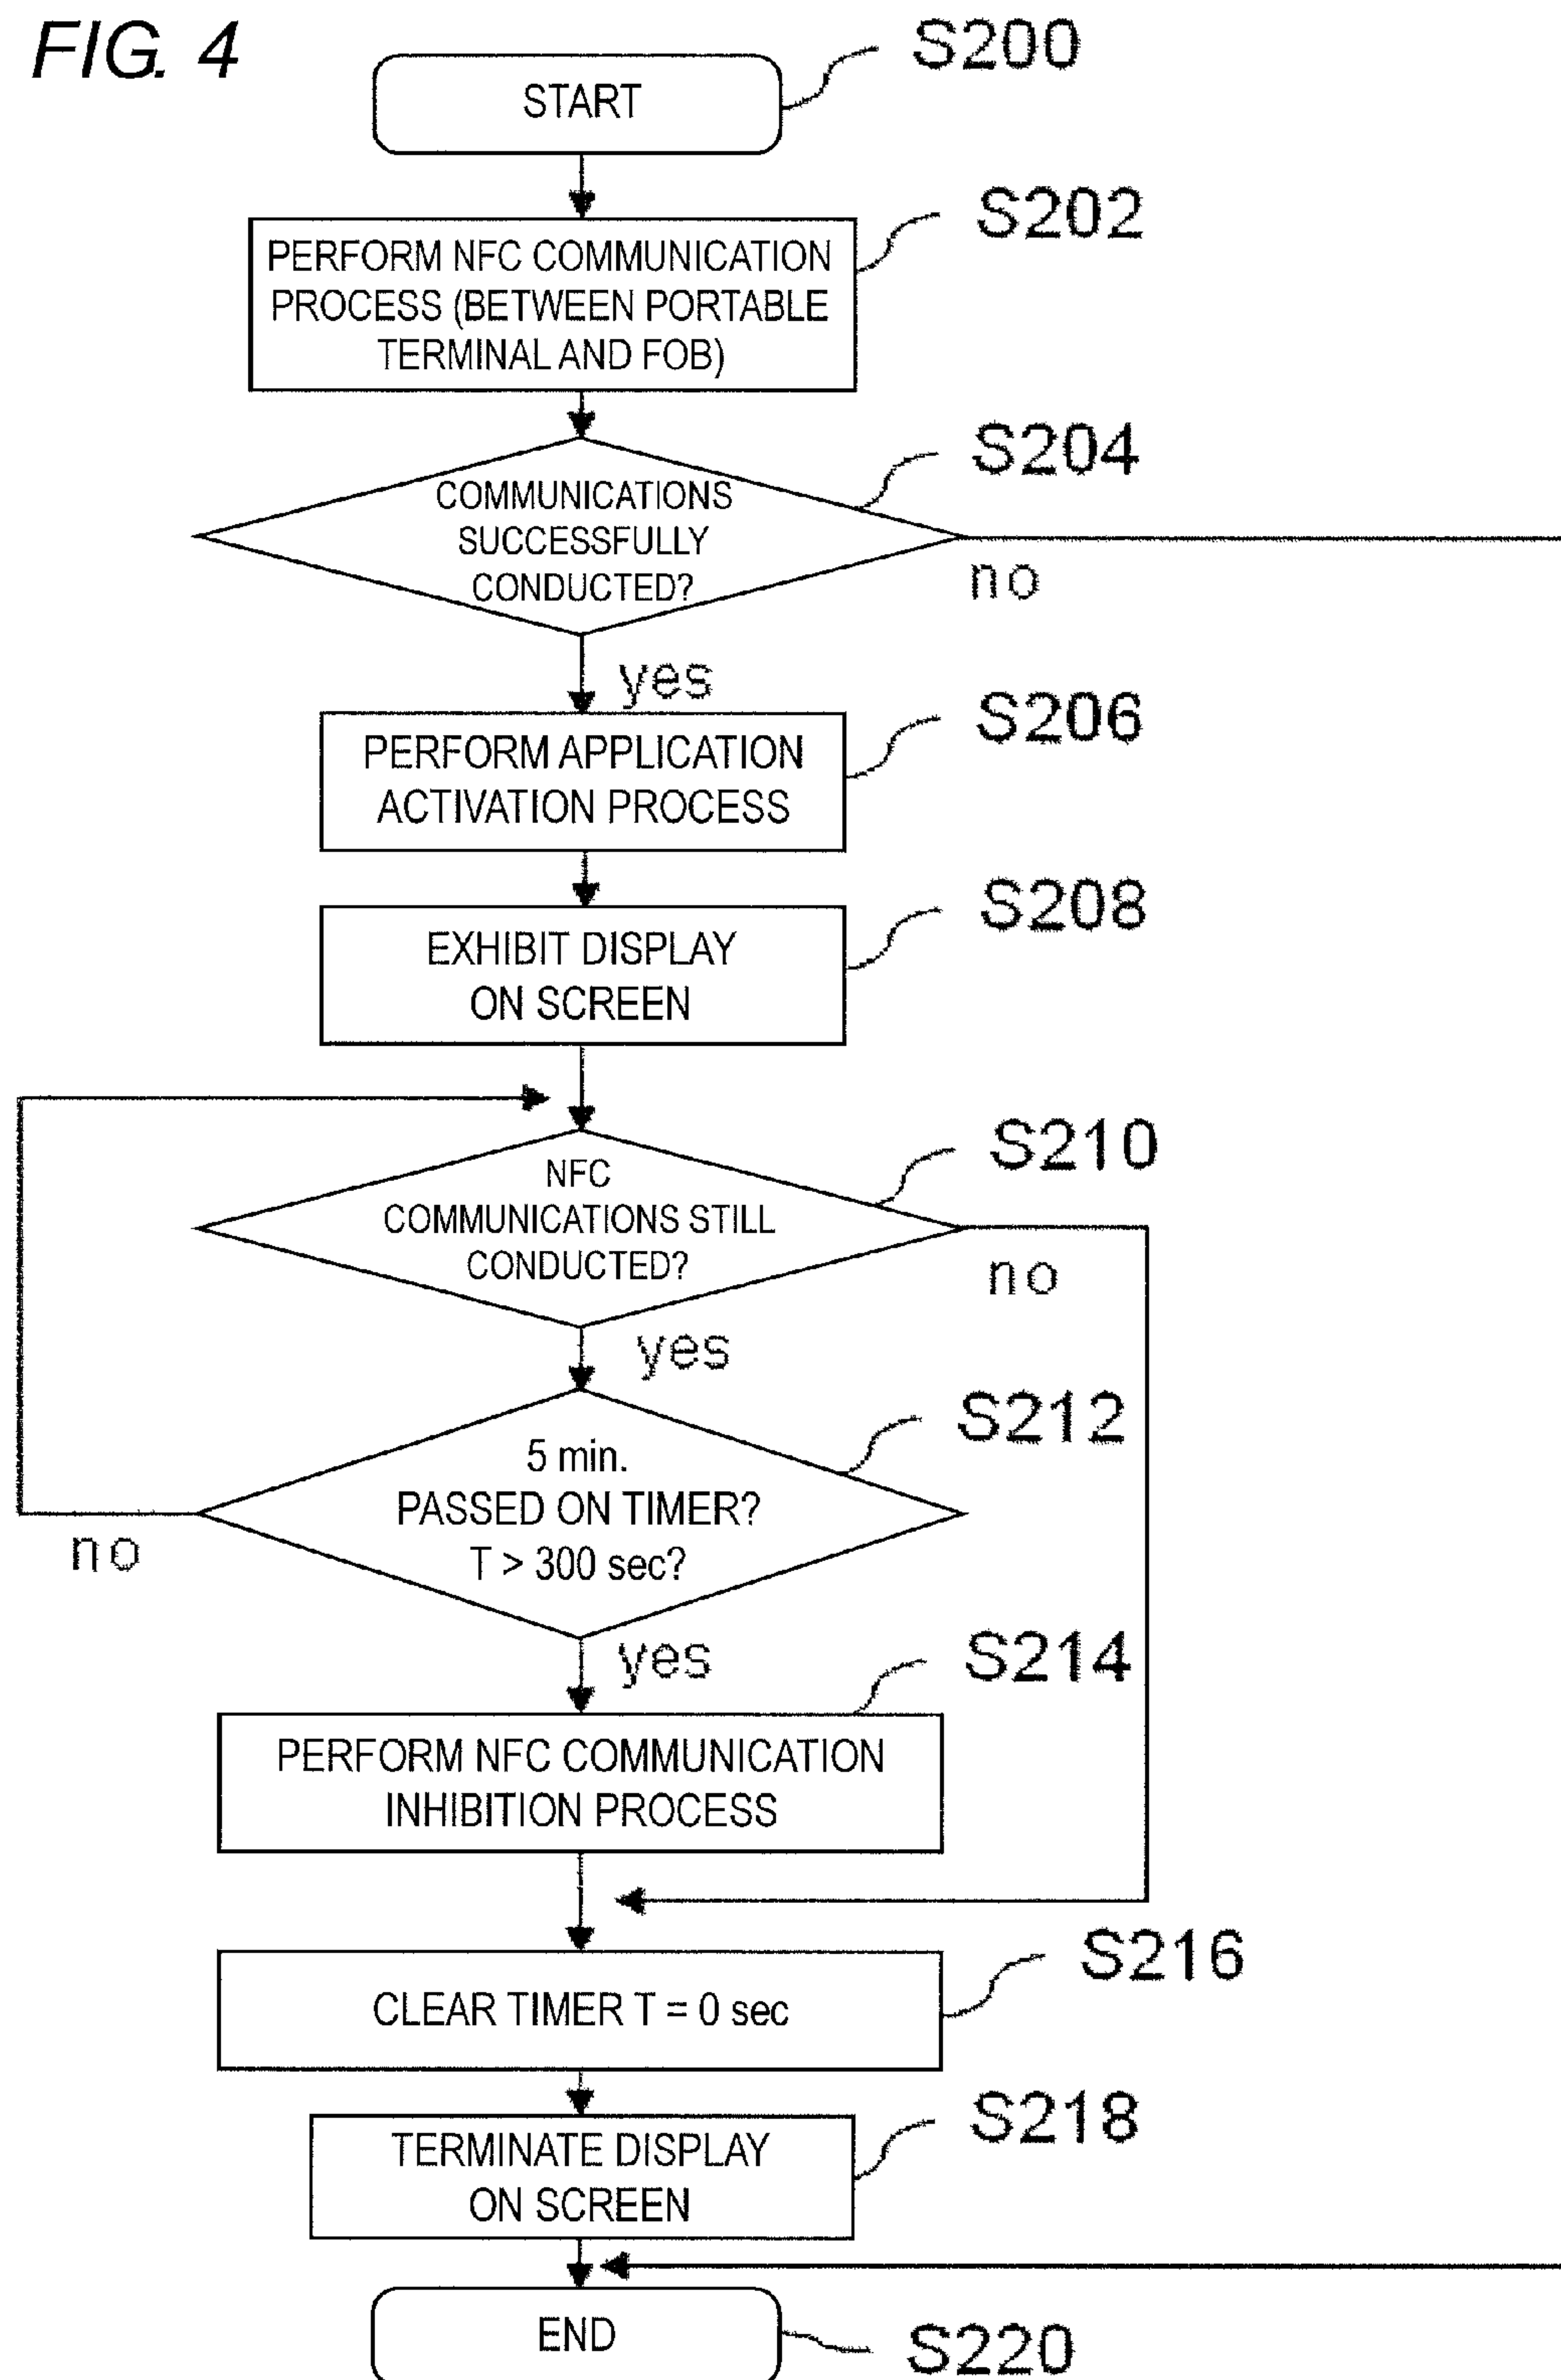 FIG. 4
START
S200
PERFORM NFC COMMUNICATION
PROCESS (BETWEEN PORTABLE
TERMINAL AND FOB)
S202
COMMUNICATIONS
SUCCESSFULLY
CONDUCTED?
S204
no
yes
PERFORM APPLICATION
ACTIVATION PROCESS
S206
EXHIBIT DISPLAY
ON SCREEN
S208
NFC
COMMUNICATIONS STILL
CONDUCTED?
S210
no
yes
5 min.
PASSED ON TIMER?
T > 300 sec?
S212
no
yes
PERFORM NFC COMMUNICATION
INHIBITION PROCESS
S214
CLEAR TIMER T = 0 sec
S216
TERMINATE DISPLAY
ON SCREEN
S218
END
S220